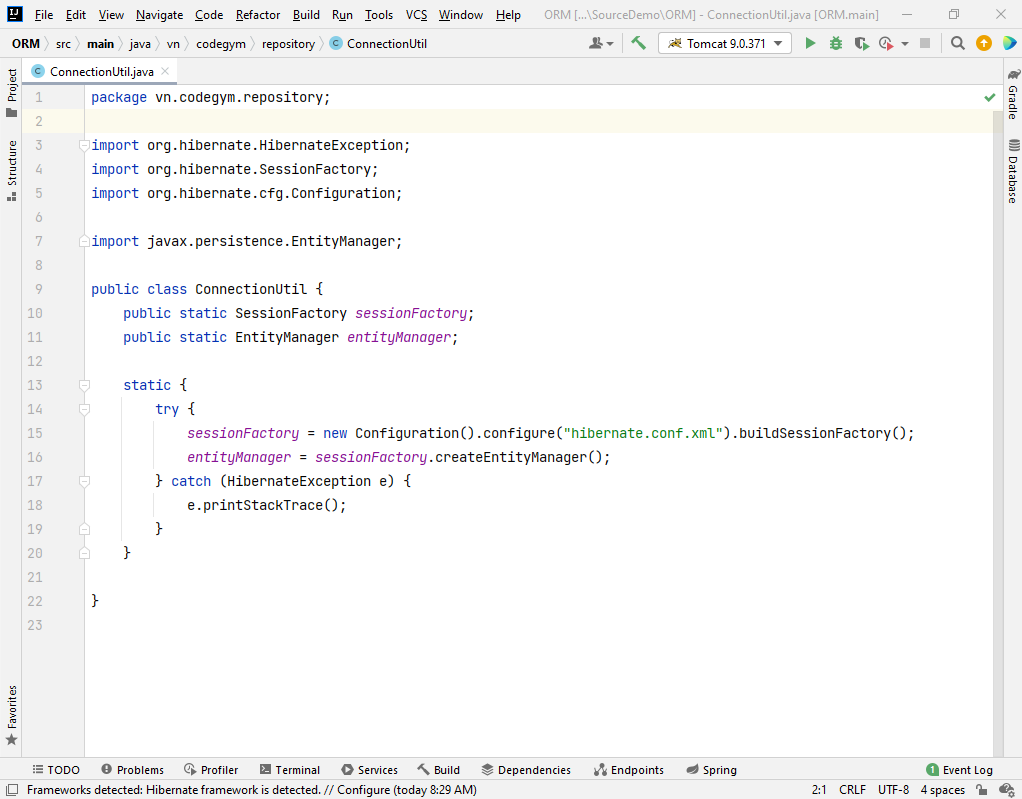 File Edit View Navigate Code Refactor Build Run Tools VCS Window Help ORM [...\SourceDemo\ORM] - ConnectionUtil.java [ORM.main]
ORM src main java vn codegym repository C ConnectionUtil Tomcat 9.0.371
C ConnectionUtil.java
Project
Structure
Favorites
Gradle
Database
1 package vn.codegym.repository;
2
3 import org.hibernate.HibernateException;
4 import org.hibernate.SessionFactory;
5 import org.hibernate.cfg.Configuration;
6
7 import javax.persistence.EntityManager;
8
9 public class ConnectionUtil {
10     public static SessionFactory sessionFactory;
11     public static EntityManager entityManager;
12
13     static {
14         try {
15             sessionFactory = new Configuration().configure("hibernate.conf.xml").buildSessionFactory();
16             entityManager = sessionFactory.createEntityManager();
17         } catch (HibernateException e) {
18             e.printStackTrace();
19         }
20     }
21
22 }
23
TODO Problems Profiler Terminal Services Build Dependencies Endpoints Spring 1 Event Log
Frameworks detected: Hibernate framework is detected. // Configure (today 8:29 AM) 2:1 CRLF UTF-8 4 spaces